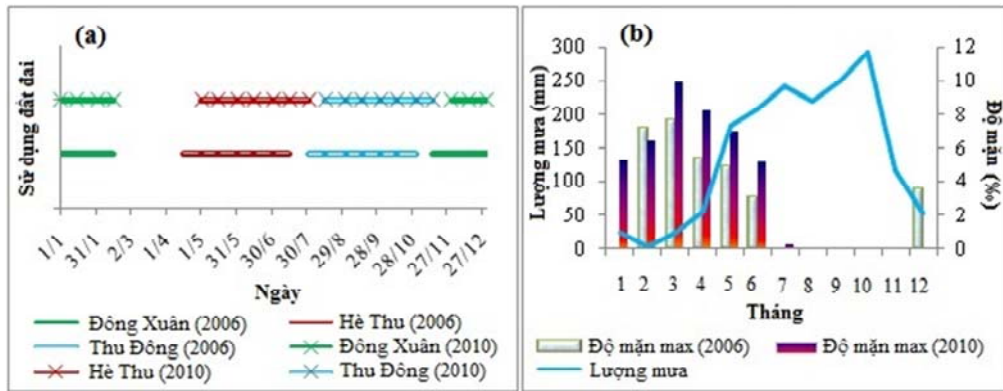 (a)
Sử dụng đất đai
1/1
31/1
2/3
1/4
1/5
31/5
30/6
30/7
29/8
28/9
28/10
27/11
27/12
Ngày
Đông Xuân (2006)
Hè Thu (2006)
Thu Đông (2006)
Đông Xuân (2010)
Hè Thu (2010)
Thu Đông (2010)
(b)
Lượng mưa (mm)
300
250
200
150
100
50
0
12
10
8
6
4
2
0
Độ mặn (‰)
1 2 3 4 5 6 7 8 9 10 11 12
Tháng
Độ mặn max (2006)
Độ mặn max (2010)
Lượng mưa